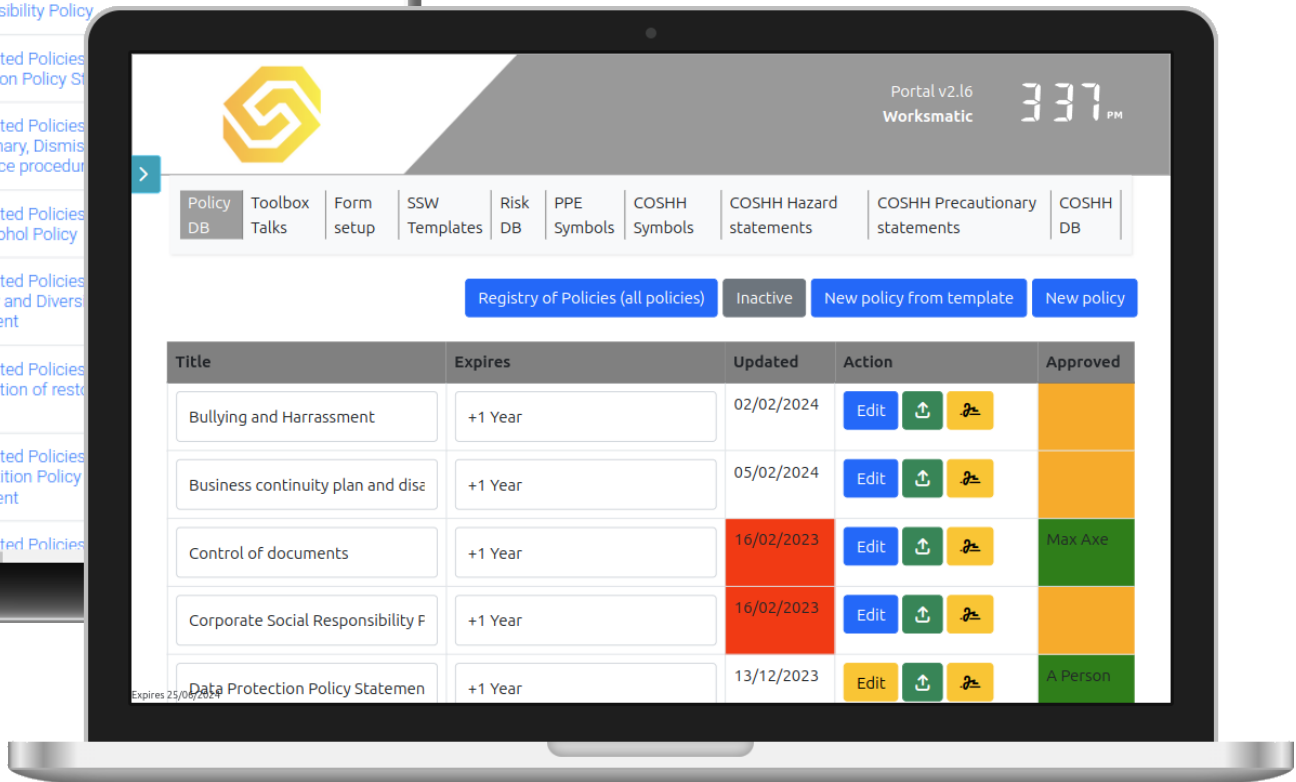 sibility Policy
ted Policies
on Policy St
ted Policies
nary, Dismis
ce procedur
ted Policies
ohol Policy
ted Policies
and Divers
ent
ted Policies
tion of resto
ted Policies
ition Policy
ent
ted Policies
Portal v2.l6
Worksmatic
337 PM
Policy DB
Toolbox Talks
Form setup
SSW Templates
Risk DB
PPE Symbols
COSHH Symbols
COSHH Hazard statements
COSHH Precautionary statements
COSHH DB
Registry of Policies (all policies) Inactive New policy from template New policy
Title Expires Updated Action Approved
Bullying and Harrassment +1 Year 02/02/2024 Edit
Business continuity plan and disa +1 Year 05/02/2024 Edit
Control of documents +1 Year 16/02/2023 Edit Max Axe
Corporate Social Responsibility P +1 Year 16/02/2023 Edit
Data Protection Policy Statemen +1 Year 13/12/2023 Edit A Person
Expires 25/06/2024